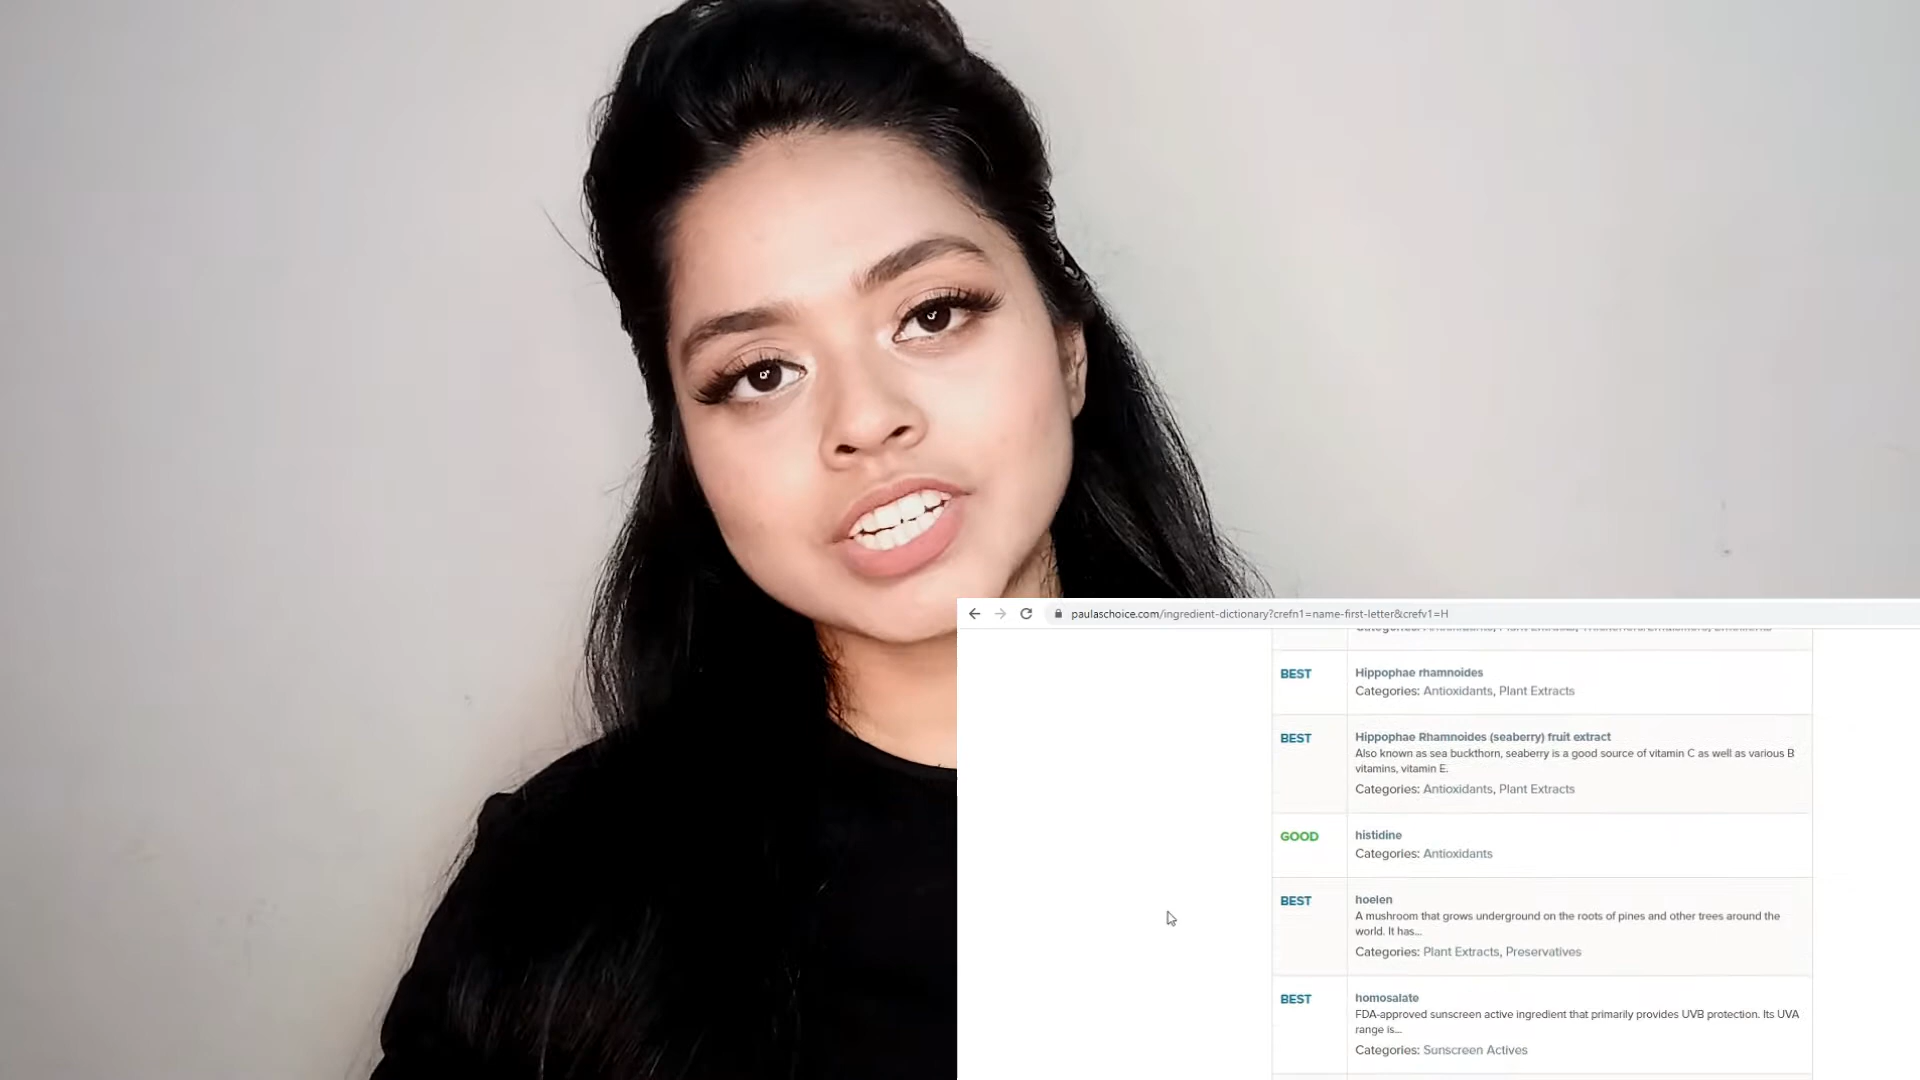 paulaschoice.com/ingredient-dictionary?crefn1=name-first-letter&crefv1=H
Categories: Antioxidants, Plant Extracts,
BEST
Hippophae rhamnoides
Categories: Antioxidants, Plant Extracts
BEST
Hippophae Rhamnoides (seaberry) fruit extract
Also known as sea buckthorn, seaberry is a good source of vitamin C as well as various B
vitamins, vitamin E.
Categories: Antioxidants, Plant Extracts
GOOD
histidine
Categories: Antioxidants
BEST
hoelen
A mushroom that grows underground on the roots of pines and other trees around the
world. It has...
Categories: Plant Extracts, Preservatives
BEST
homosalate
FDA-approved sunscreen active ingredient that primarily provides UVB protection. Its UVA
range is...
Categories: Sunscreen Actives